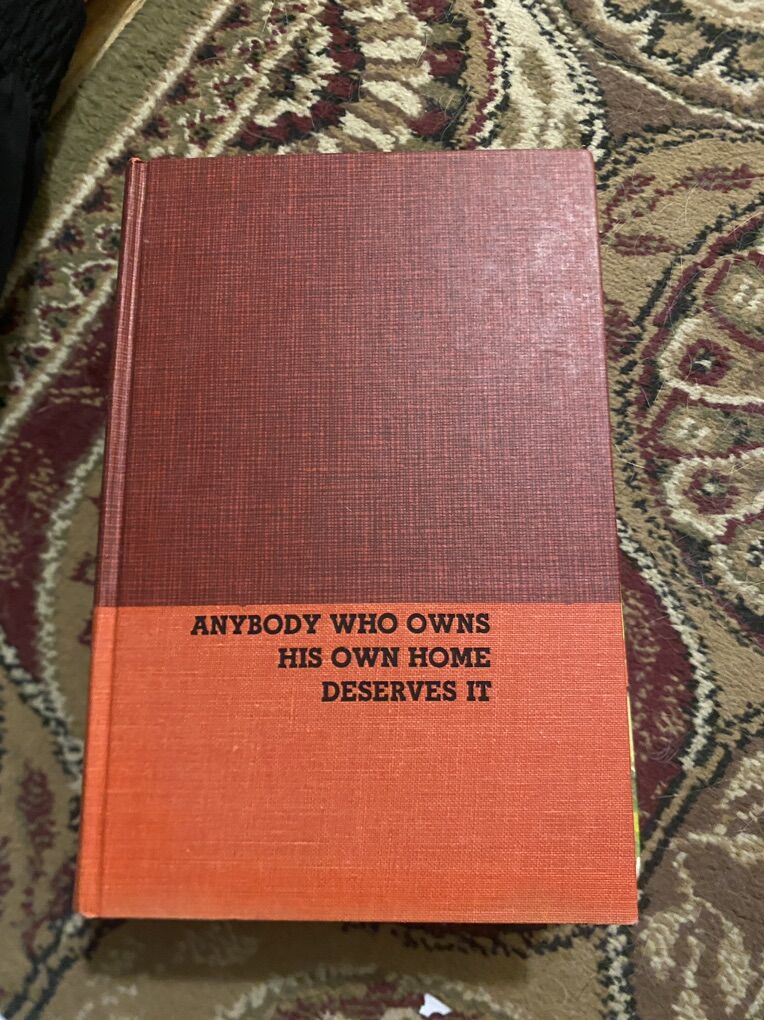 ANYBODY WHO OWNS
HIS OWN HOME
DESERVES IT